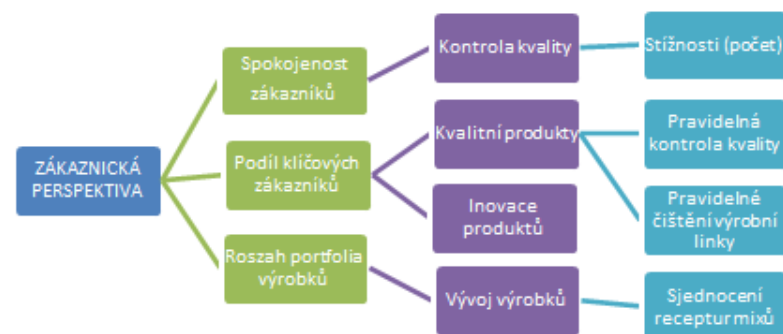 ZÁKAZNICKÁ
PERSPEKTIVA
Spokojenost
zákazníků
Podíl klíčových
zákazníků
Roszah portfolia
výrobků
Kontrola kvality
Kvalitní produkty
Inovace
produktů
Vývoj výrobků
Stížnosti (počet)
Pravidelná
kontrola kvality
Pravidelné
čištění výrobní
linky
Sjednocení
receptur mixů